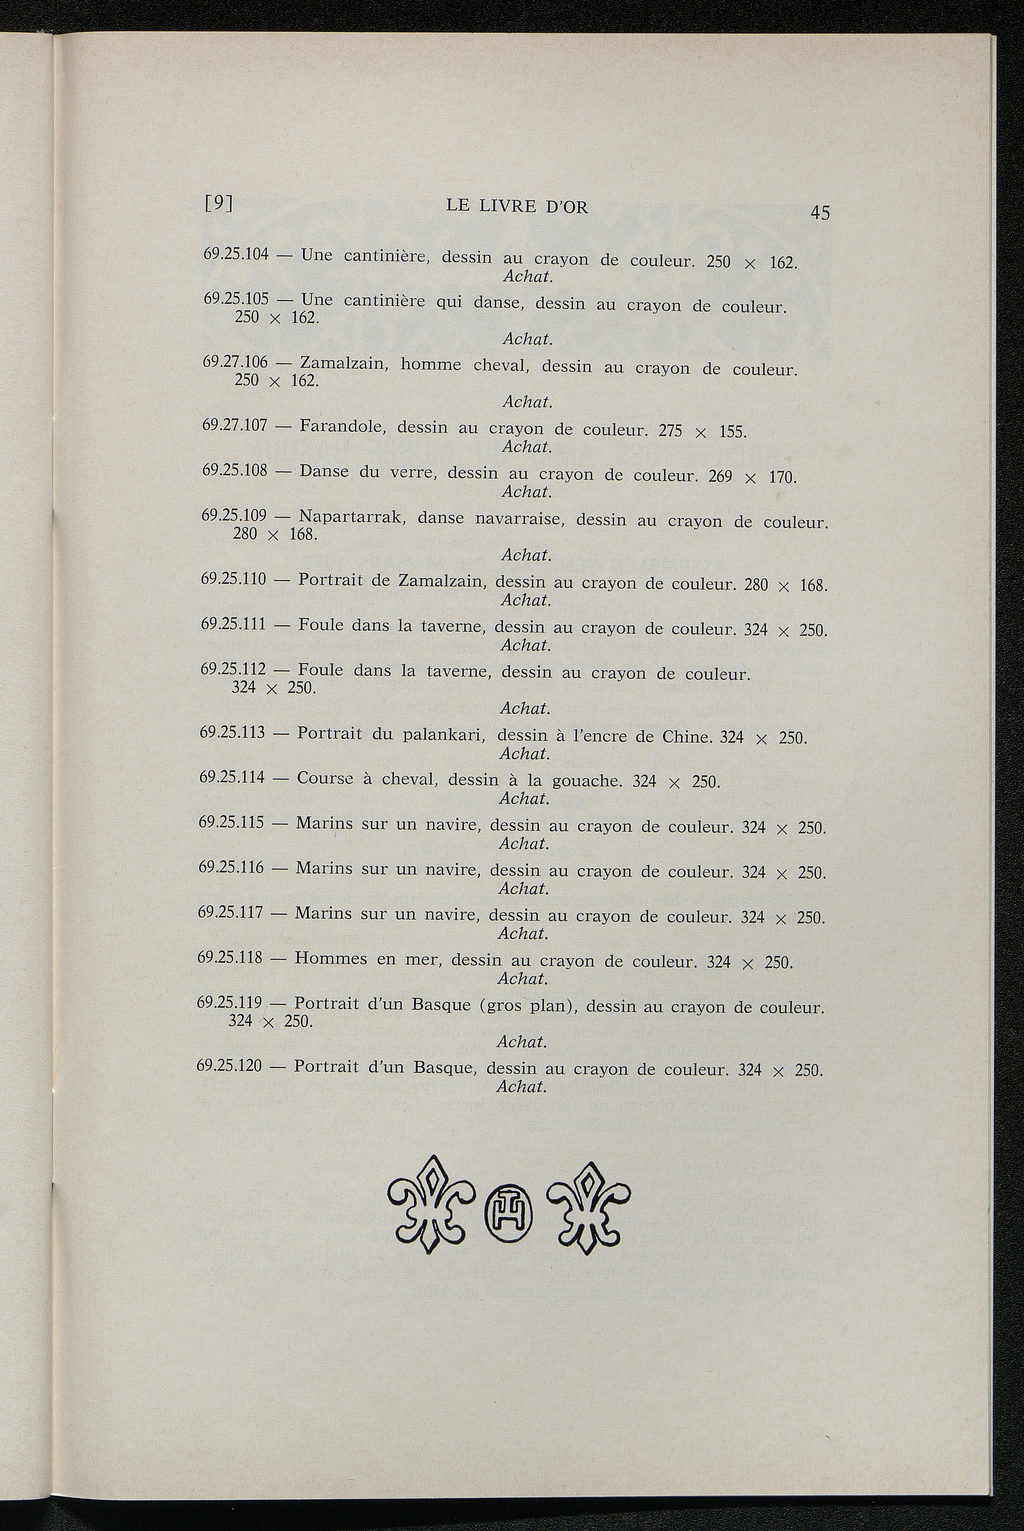 [9] LE LIVRE D'OR 45
69.25.104 — Une cantinière, dessin au crayon de couleur. 250 × 162.
Achat.
69.25.105 — Une cantinière qui danse, dessin au crayon de couleur.
250 × 162.
Achat.
69.27.106 — Zamalzain, homme cheval, dessin au crayon de couleur.
250 × 162.
Achat.
69.27.107 — Farandole, dessin au crayon de couleur. 275 × 155.
Achat.
69.25.108 — Danse du verre, dessin au crayon de couleur. 269 × 170.
Achat.
69.25.109 — Napartarrak, danse navarraise, dessin au crayon de couleur.
280 × 168.
Achat.
69.25.110 — Portrait de Zamalzain, dessin au crayon de couleur. 280 × 168.
Achat.
69.25.111 — Foule dans la taverne, dessin au crayon de couleur. 324 × 250.
Achat.
69.25.112 — Foule dans la taverne, dessin au crayon de couleur.
324 × 250.
Achat.
69.25.113 — Portrait du palankari, dessin à l'encre de Chine. 324 × 250.
Achat.
69.25.114 — Course à cheval, dessin à la gouache. 324 × 250.
Achat.
69.25.115 — Marins sur un navire, dessin au crayon de couleur. 324 × 250.
Achat.
69.25.116 — Marins sur un navire, dessin au crayon de couleur. 324 × 250.
Achat.
69.25.117 — Marins sur un navire, dessin au crayon de couleur. 324 × 250.
Achat.
69.25.118 — Hommes en mer, dessin au crayon de couleur. 324 × 250.
Achat.
69.25.119 — Portrait d'un Basque (gros plan), dessin au crayon de couleur.
324 × 250.
Achat.
69.25.120 — Portrait d'un Basque, dessin au crayon de couleur. 324 × 250.
Achat.